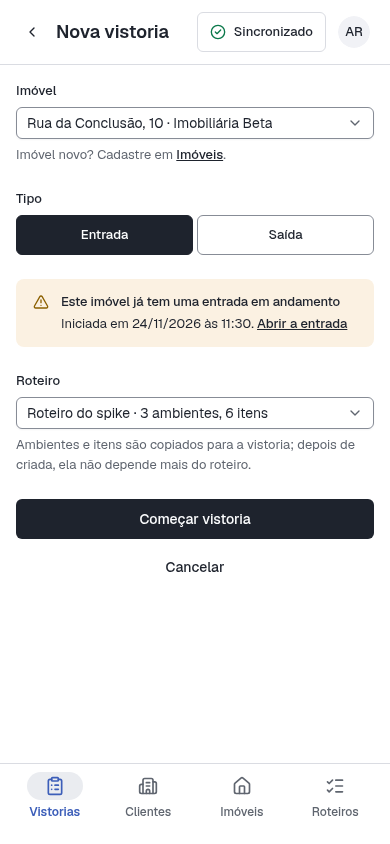 Nova vistoria
Sincronizado
AR
Imóvel
Rua da Conclusão, 10 · Imobiliária Beta
Imóvel novo? Cadastre em Imóveis.
Tipo
Entrada
Saída
Este imóvel já tem uma entrada em andamento
Iniciada em 24/11/2026 às 11:30. Abrir a entrada
Roteiro
Roteiro do spike · 3 ambientes, 6 itens
Ambientes e itens são copiados para a vistoria; depois de
criada, ela não depende mais do roteiro.
Começar vistoria
Cancelar
Vistorias
Clientes
Imóveis
Roteiros